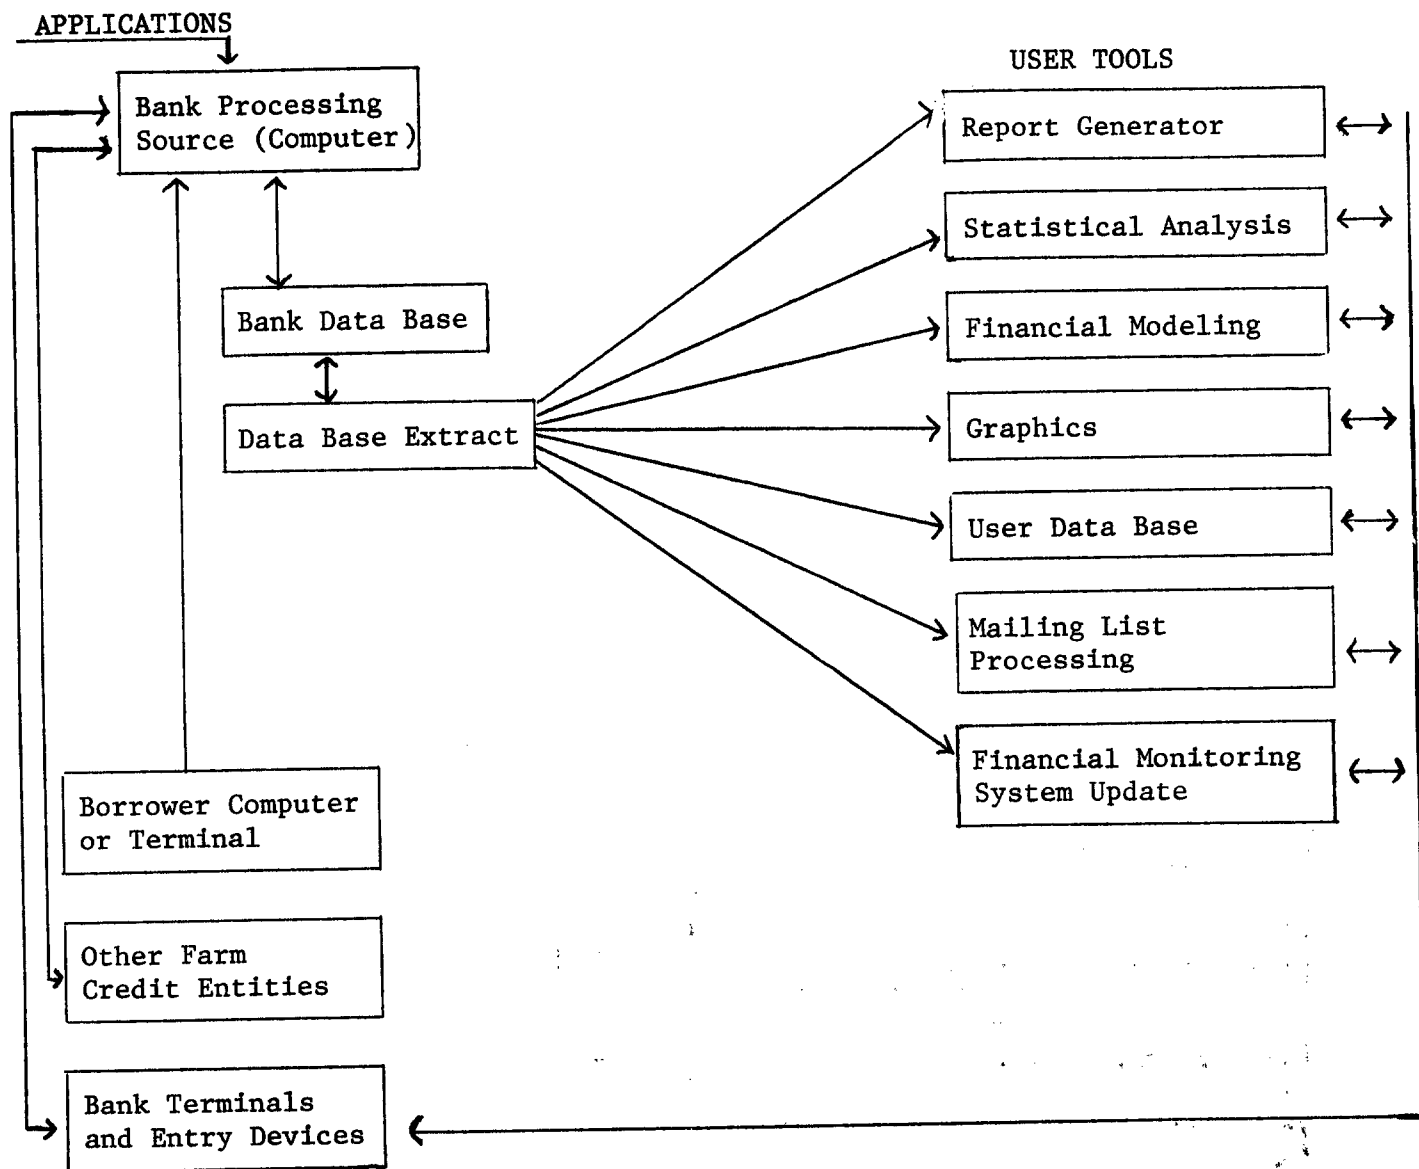 APPLICATIONS
Bank Processing
Source (Computer)
Bank Data Base
Data Base Extract
Borrower Computer
or Terminal
Other Farm
Credit Entities
Bank Terminals
and Entry Devices
USER TOOLS
Report Generator
Statistical Analysis
Financial Modeling
Graphics
User Data Base
Mailing List
Processing
Financial Monitoring
System Update